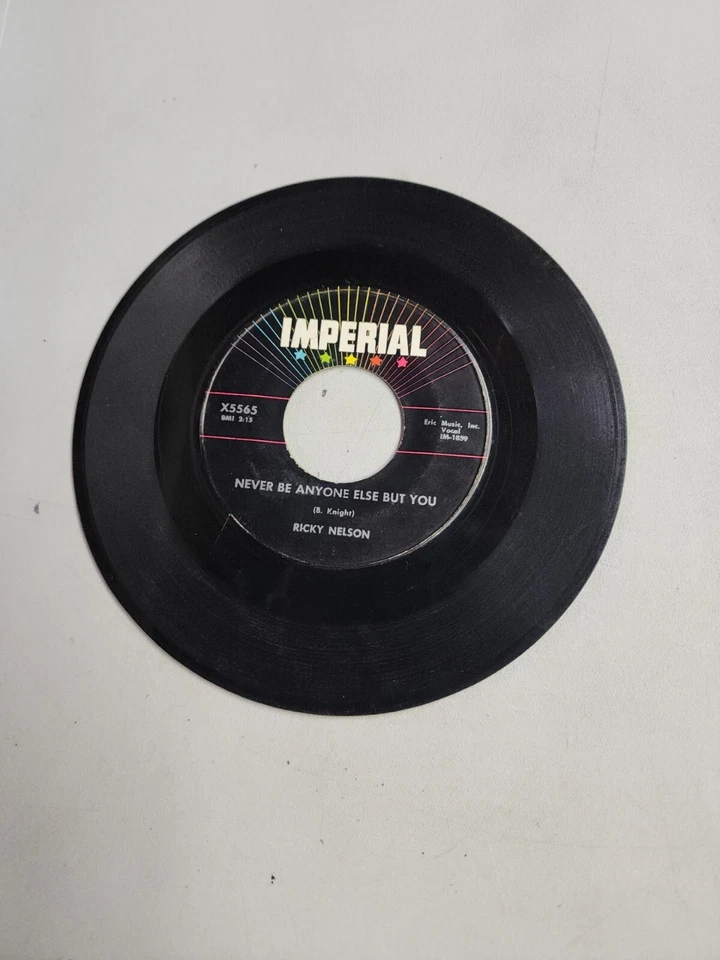 IMPERIAL
X5565
BMI 2:15
Eric Music, Inc.
Vocal
IM-1859
NEVER BE ANYONE ELSE BUT YOU
(B. Knight)
RICKY NELSON